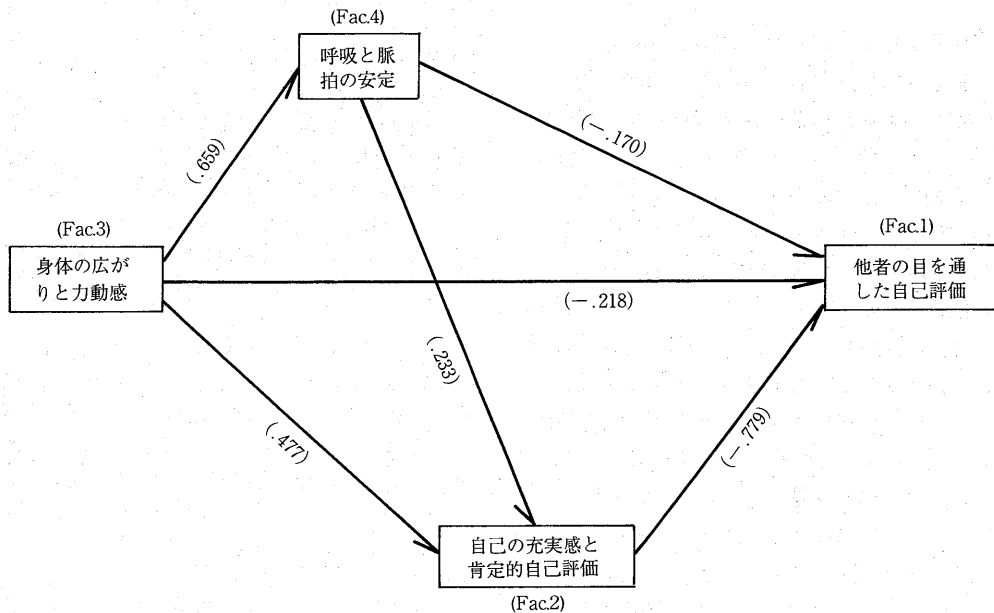 (Fac.4)
呼吸と脈
拍の安定
(－.170)
(.659)
(Fac.3)
身体の広が
りと力動感
(Fac.1)
他者の目を通
した自己評価
(－.218)
(.233)
(.477)
(－.779)
自己の充実感と
肯定的自己評価
(Fac.2)